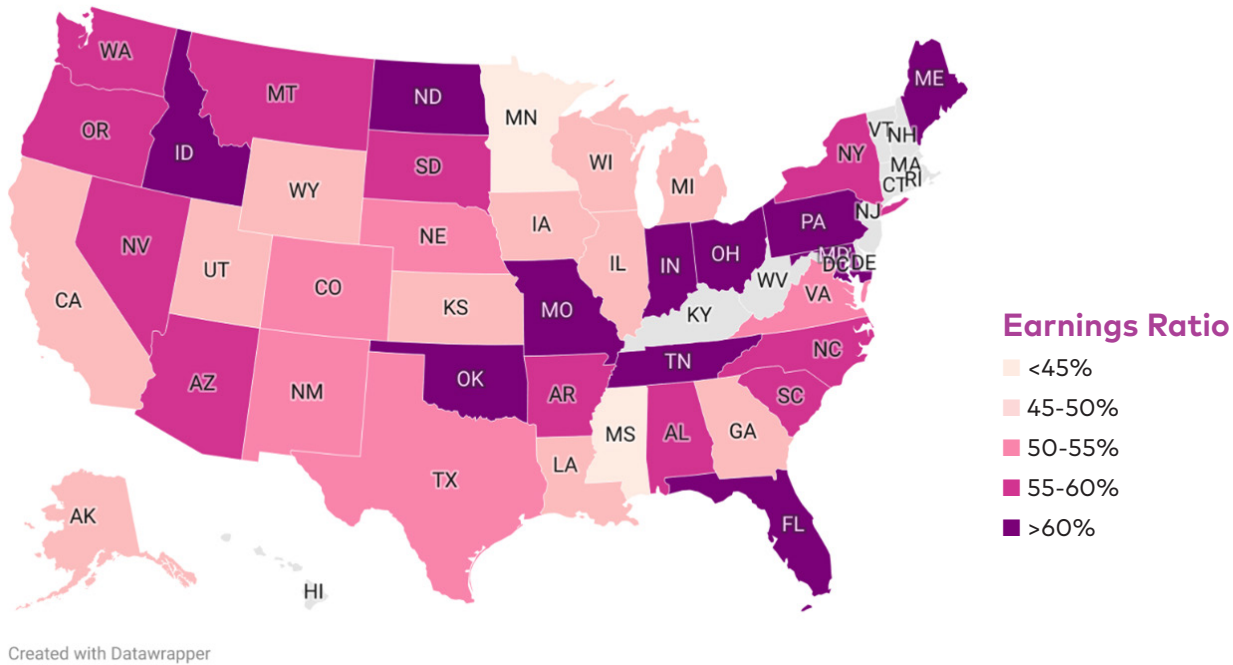 WA
MT
ND
MN
ME
OR
ID
SD
WI
MI
NY
VT
NH
MA
CT
RI
WY
IA
NE
PA
NJ
NV
UT
CO
IL
IN
OH
MD
DC
DE
WV
VA
CA
KS
MO
KY
AZ
NM
OK
AR
TN
NC
SC
MS
AL
GA
LA
TX
FL
AK
HI
Earnings Ratio
<45%
45-50%
50-55%
55-60%
>60%
Created with Datawrapper